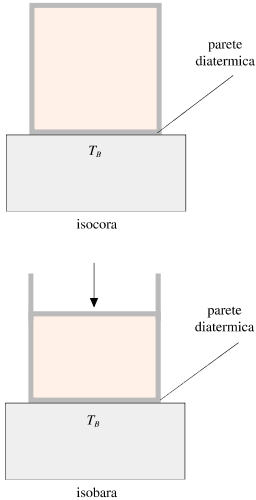 parete
diatermica
T_B
isocora
parete
diatermica
T_B
isobara